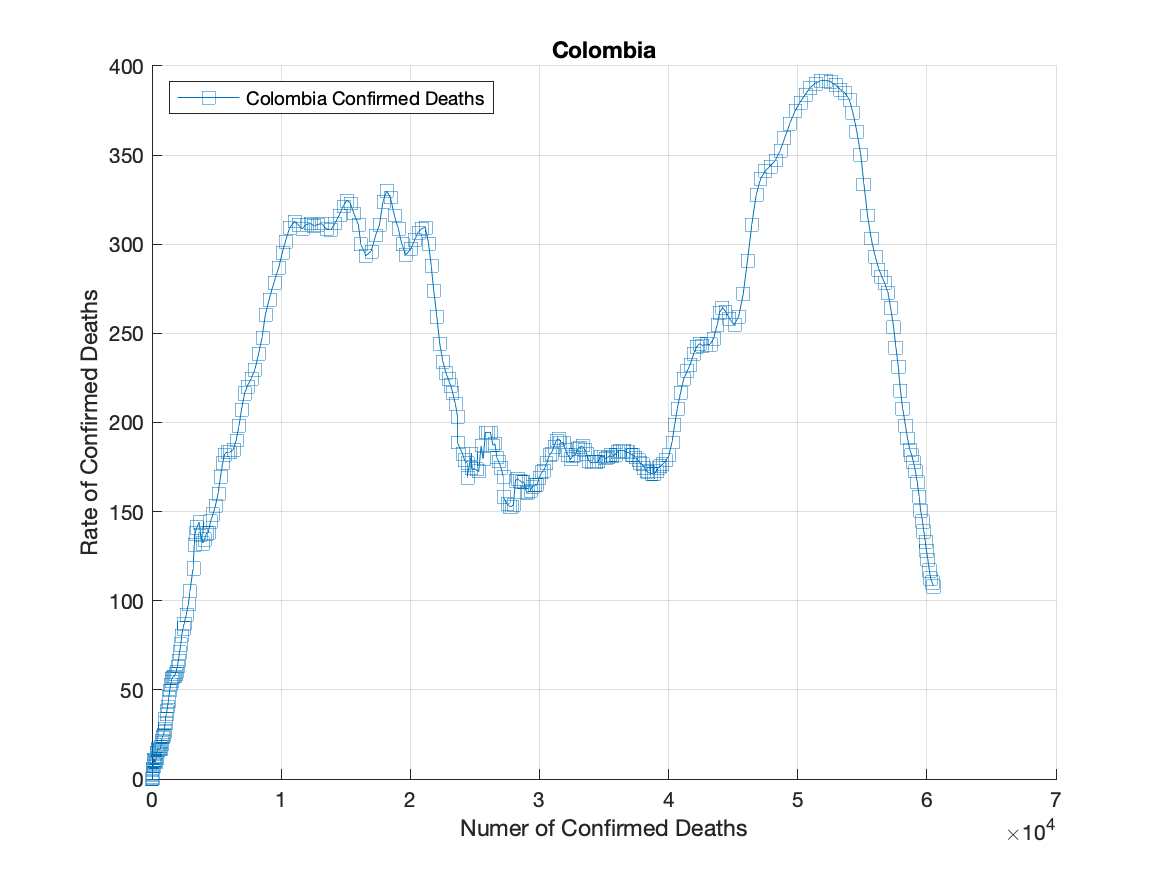 Colombia
Colombia Confirmed Deaths
Rate of Confirmed Deaths
400
350
300
250
200
150
100
50
0
0 1 2 3 4 5 6 7
×10^4
Numer of Confirmed Deaths